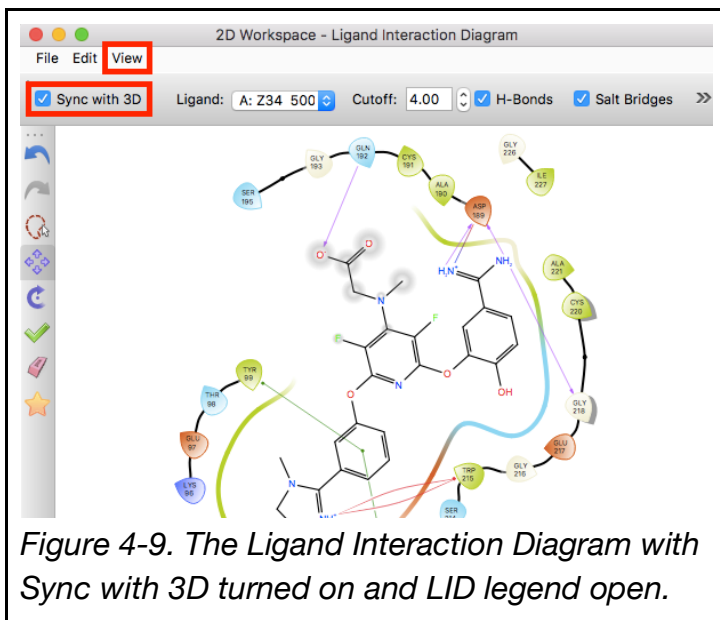 2D Workspace - Ligand Interaction Diagram
File Edit View
Sync with 3D Ligand: A: Z34 500 Cutoff: 4.00 H-Bonds Salt Bridges »
GLY
193
GLN
192
CYS
191
ALA
190
SER
195
ASP
189
GLY
226
ILE
227
O-
O
H₂N+
NH₂
N
F
F
N
O
O
OH
ALA
221
CYS
220
GLY
218
GLU
217
GLY
216
TRP
215
SER
TYR
99
THR
98
GLU
97
LYS
96
N
NH+
Figure 4-9. The Ligand Interaction Diagram with
Sync with 3D turned on and LID legend open.